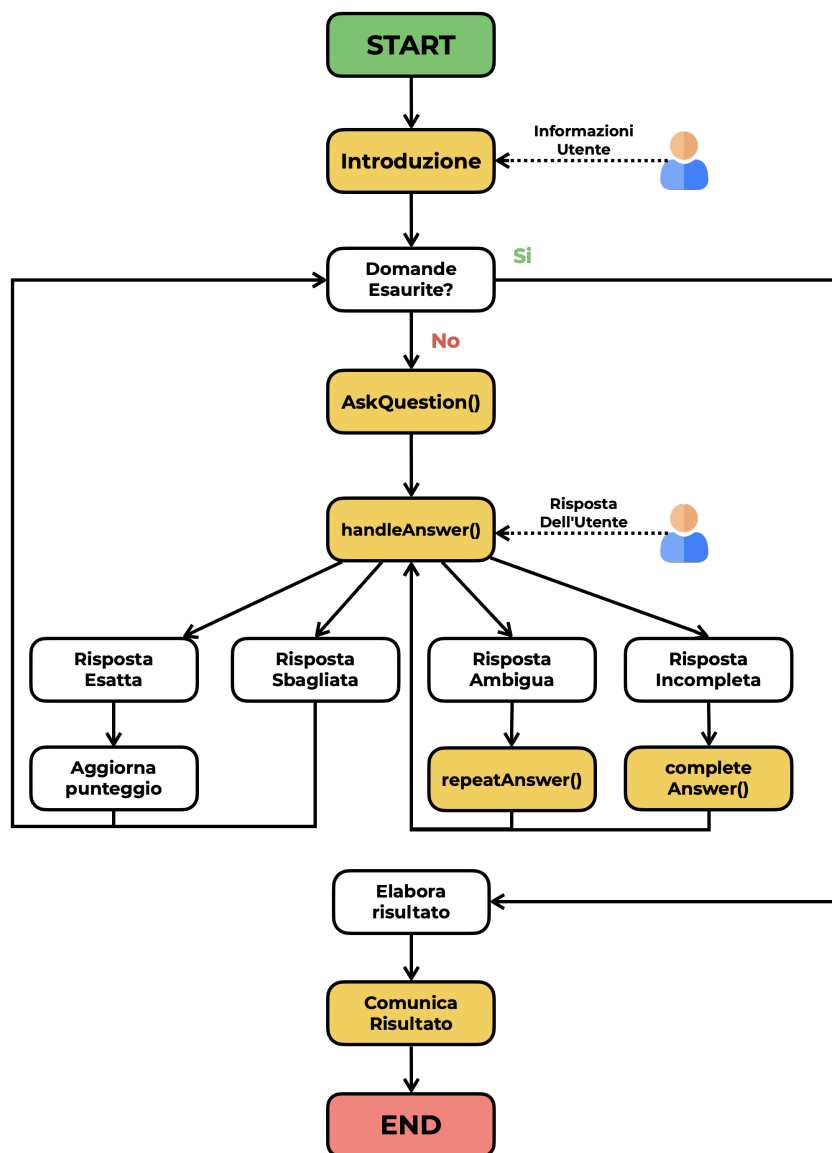 START
Informazioni
Utente
Introduzione
Si
Domande
Esaurite?
No
AskQuestion()
Risposta
Dell'Utente
handleAnswer()
Risposta
Esatta
Risposta
Sbagliata
Risposta
Ambigua
Risposta
Incompleta
Aggiorna
punteggio
repeatAnswer()
complete
Answer()
Elabora
risultato
Comunica
Risultato
END